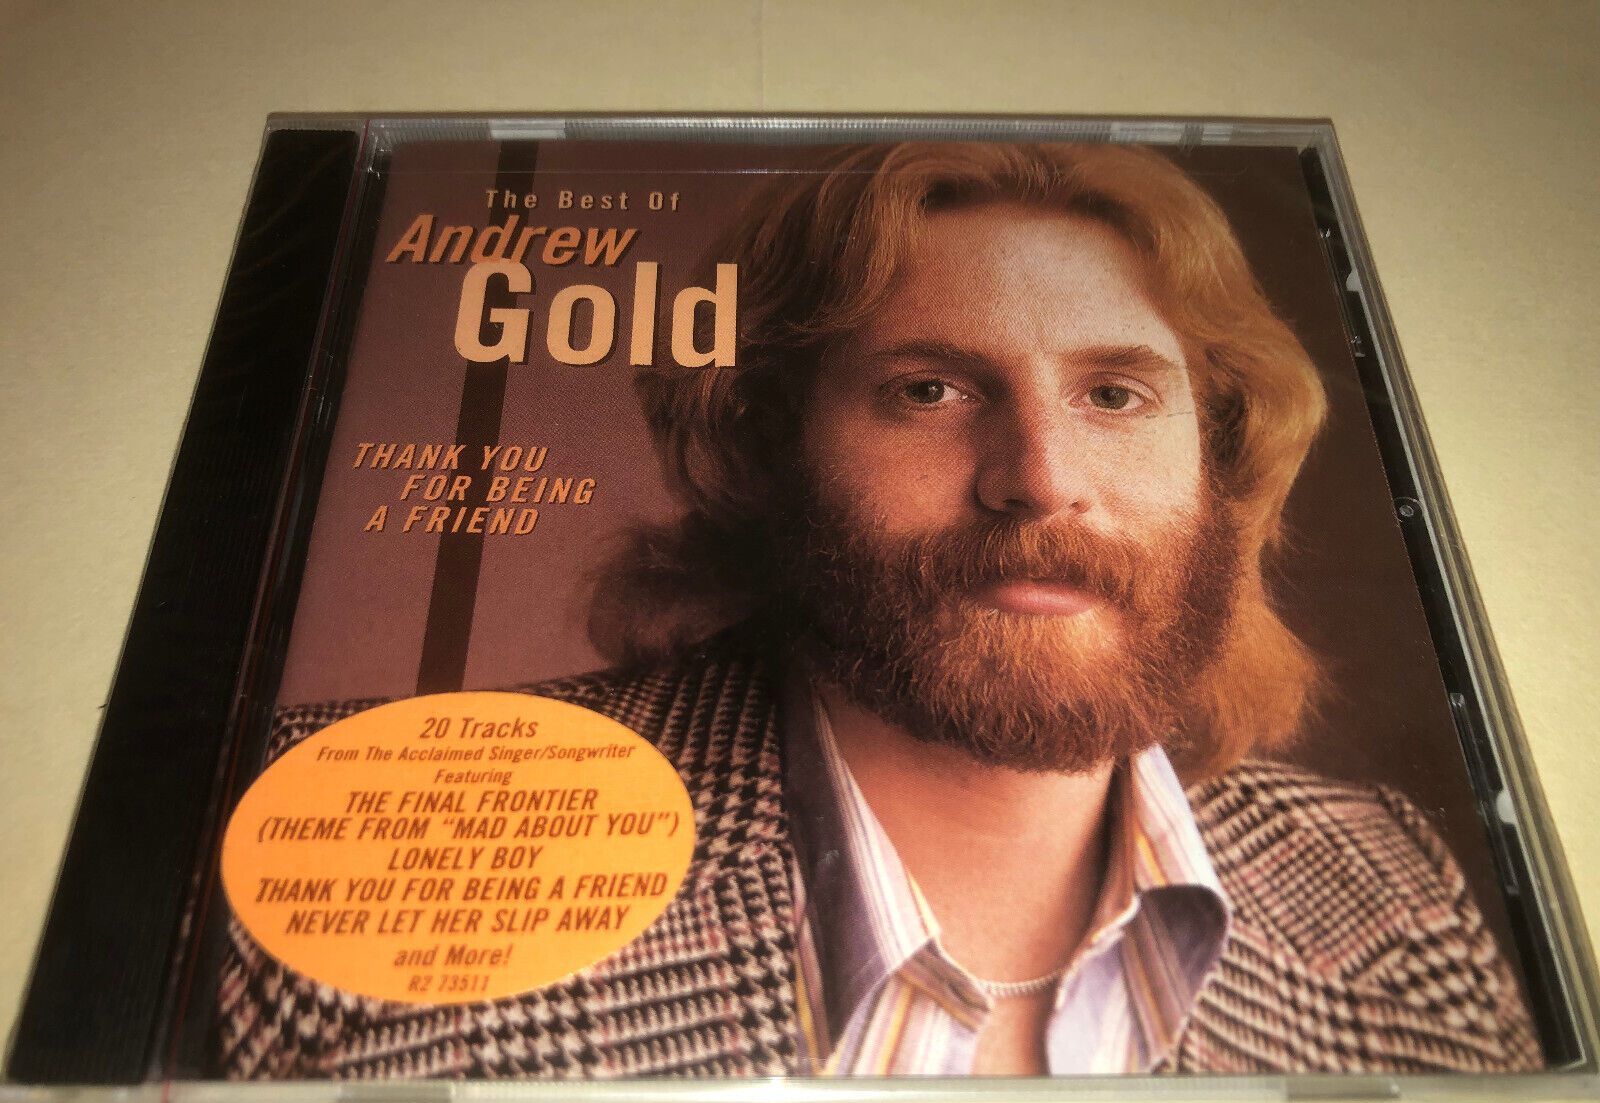 The Best Of
Andrew
Gold
THANK YOU
FOR BEING
A FRIEND
20 Tracks
From The Acclaimed Singer/Songwriter
Featuring
THE FINAL FRONTIER
(THEME FROM "MAD ABOUT YOU")
LONELY BOY
THANK YOU FOR BEING A FRIEND
NEVER LET HER SLIP AWAY
and More!
R2 73511